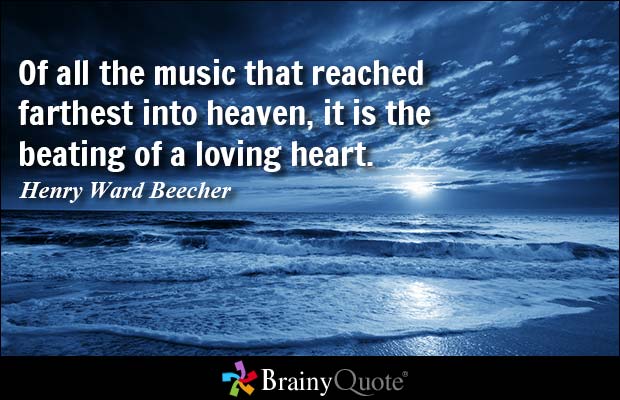 Of all the music that reached
farthest into heaven, it is the
beating of a loving heart.
Henry Ward Beecher
BrainyQuote®